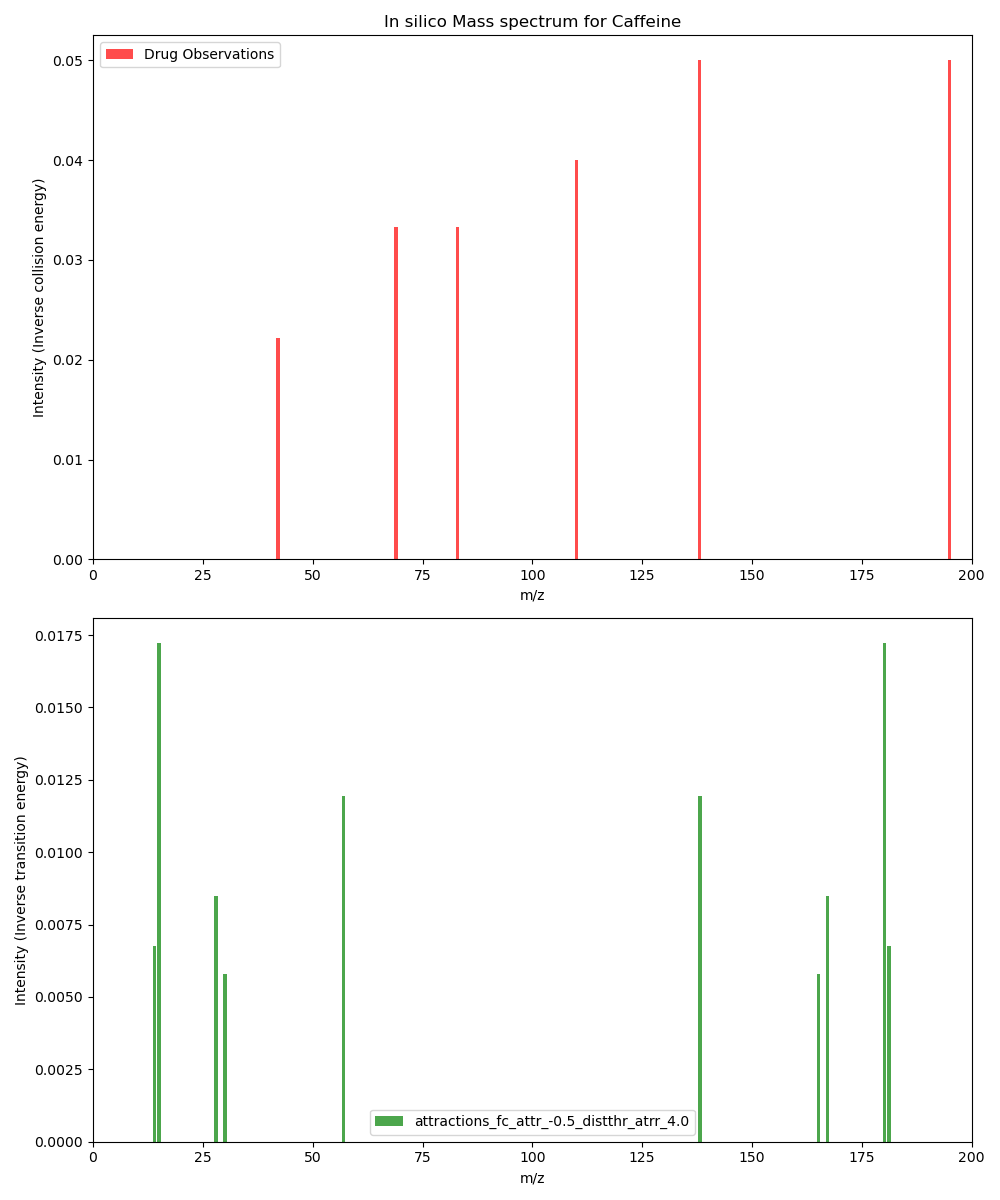 In silico Mass spectrum for Caffeine
Drug Observations
0.05
0.04
0.03
0.02
0.01
0.00
Intensity (Inverse collision energy)
0 25 50 75 100 125 150 175 200
m/z
0.0175
0.0150
0.0125
0.0100
0.0075
0.0050
0.0025
0.0000
Intensity (Inverse transition energy)
attractions_fc_attr_-0.5_distthr_atrr_4.0
0 25 50 75 100 125 150 175 200
m/z